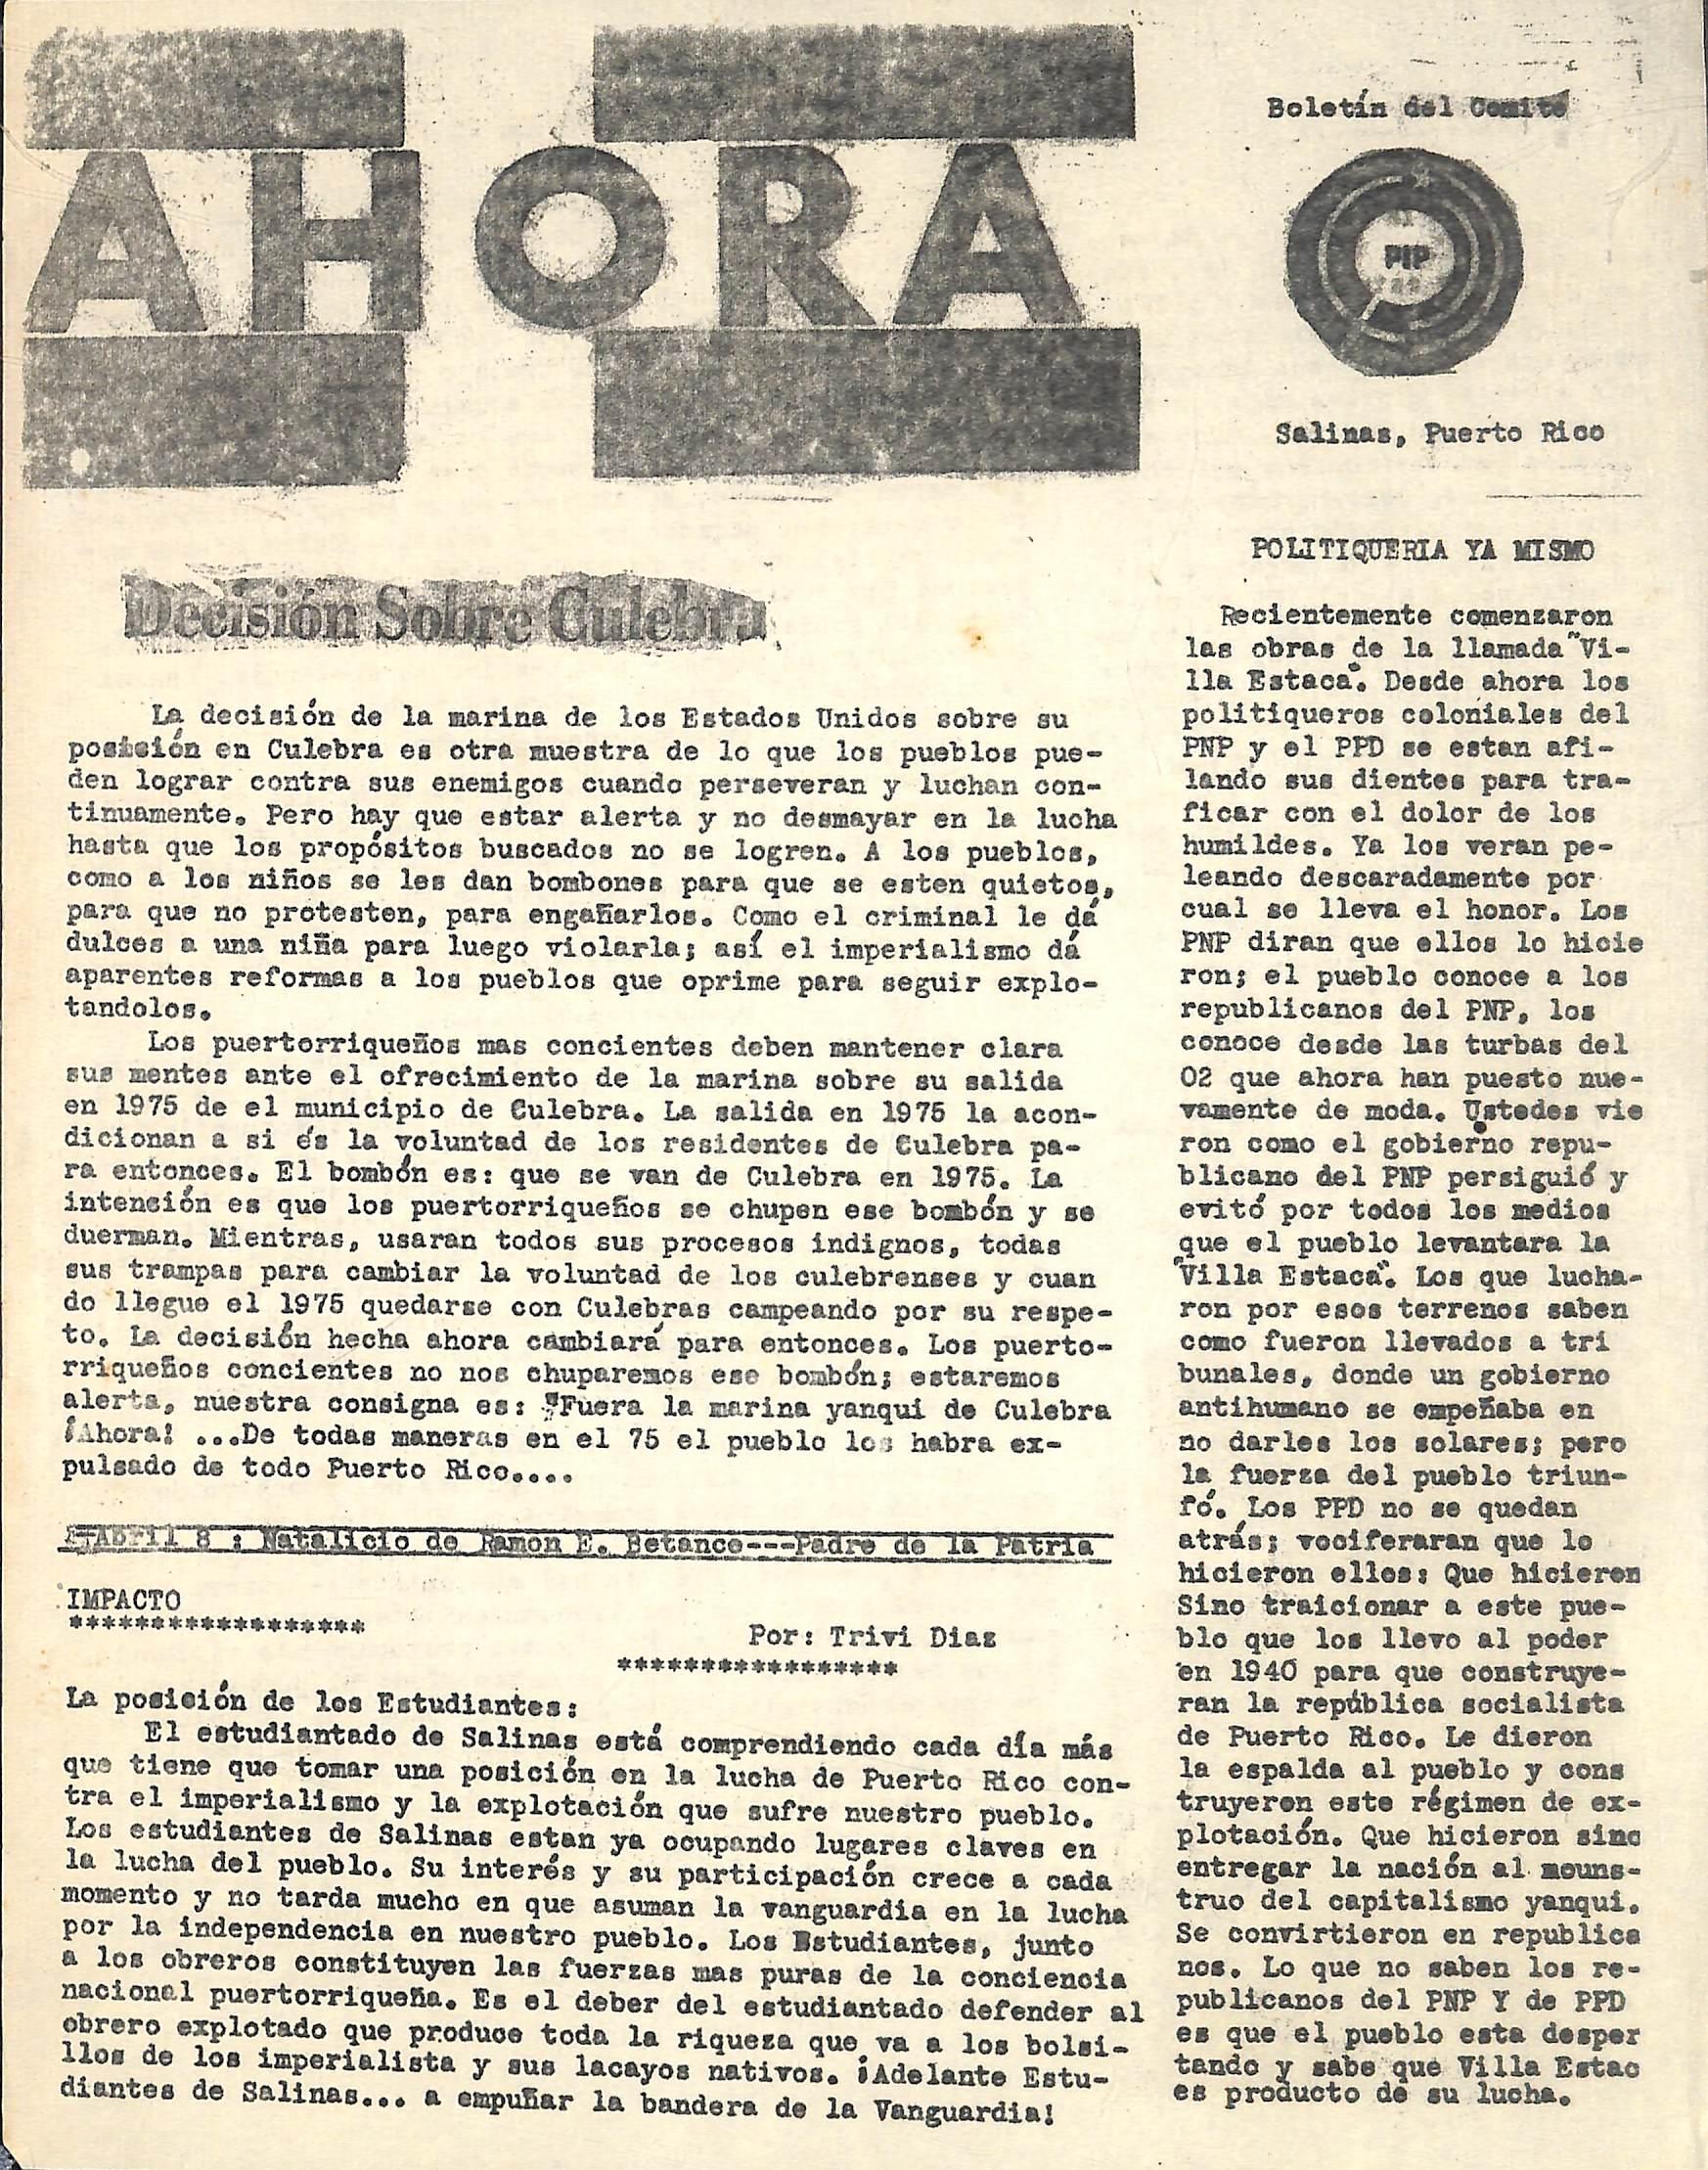 AHORA
Boletín del Comite
PIP
Salinas, Puerto Rico
Decisión Sobre Culebra
La decisión de la marina de los Estados Unidos sobre su
posisión en Culebra es otra muestra de lo que los pueblos pue-
den lograr contra sus enemigos cuando perseveran y luchan con-
tinuamente. Pero hay que estar alerta y no desmayar en la lucha
hasta que los propósitos buscados no se logren. A los pueblos,
como a los niños se les dan bombones para que se esten quietos,
para que no protesten, para engañarlos. Como el criminal le dá
dulces a una niña para luego violarla; así el imperialismo dá
aparentes reformas a los pueblos que oprime para seguir explo-
tandolos.
Los puertorriqueños mas concientes deben mantener clara
sus mentes ante el ofrecimiento de la marina sobre su salida
en 1975 de el municipio de Culebra. La salida en 1975 la acon-
dicionan a si és la voluntad de los residentes de Culebra pa-
ra entonces. El bombón es: que se van de Culebra en 1975. La
intensión es que los puertorriqueños se chupen ese bombón y se
duerman. Mientras, usaran todos sus procesos indignos, todas
sus trampas para cambiar la voluntad de los culebrenses y cuan
do llegue el 1975 quedarse con Culebras campeando por su respe-
to. La decisión hecha ahora cambiará para entonces. Los puerto-
rriqueños concientes no nos chuparemos ese bombón; estaremos
alerta, nuestra consigna es: "Fuera la marina yanqui de Culebra
¡Ahora! ...De todas maneras en el 75 el pueblo los habra ex-
pulsado de todo Puerto Rico....
Abril 8 : Natalicio de Ramon E. Betance---Padre de la Patria
IMPACTO
******************
Por: Trivi Diaz
*****************
La posición de los Estudiantes:
El estudiantado de Salinas está comprendiendo cada día más
que tiene que tomar una posición en la lucha de Puerto Rico con-
tra el imperialismo y la explotación que sufre nuestro pueblo.
Los estudiantes de Salinas estan ya ocupando lugares claves en
la lucha del pueblo. Su interés y su participación crece a cada
momento y no tarda mucho en que asuman la vanguardia en la lucha
por la independencia en nuestro pueblo. Los Estudiantes, junto
a los obreros constituyen las fuerzas mas puras de la conciencia
nacional puertorriqueña. Es el deber del estudiantado defender al
obrero explotado que produce toda la riqueza que va a los bolsi-
llos de los imperialista y sus lacayos nativos. ¡Adelante Estu-
diantes de Salinas... a empuñar la bandera de la Vanguardia!
POLITIQUERIA YA MISMO
Recientemente comenzaron
las obras de la llamada "Vi-
lla Estaca". Desde ahora los
politiqueros coloniales del
PNP y el PPD se estan afi-
lando sus dientes para tra-
ficar con el dolor de los
humildes. Ya los veran pe-
leando descaradamente por
cual se lleva el honor. Los
PNP diran que ellos lo hicie
ron; el pueblo conoce a los
republicanos del PNP, los
conoce desde las turbas del
02 que ahora han puesto nue-
vamente de moda. Ustedes vie
ron como el gobierno repu-
blicano del PNP persiguió y
evitó por todos los medios
que el pueblo levantara la
"Villa Estaca". Los que lucha-
ron por esos terrenos saben
como fueron llevados a tri
bunales, donde un gobierno
antihumano se empeñaba en
no darles los solares; pero
la fuerza del pueblo triun-
fó. Los PPD no se quedan
atrás; vociferaran que lo
hicieron ellos: Que hicieron
Sino traicionar a este pue-
blo que los llevo al poder
en 1940 para que construye-
ran la república socialista
de Puerto Rico. Le dieron
la espalda al pueblo y cons
truyeron este régimen de ex-
plotación. Que hicieron sino
entregar la nación al mouns-
truo del capitalismo yanqui.
Se convirtieron en republica
nos. Lo que no saben los re-
publicanos del PNP Y de PPD
es que el pueblo esta desper
tando y sabe que Villa Estac
es producto de su lucha.